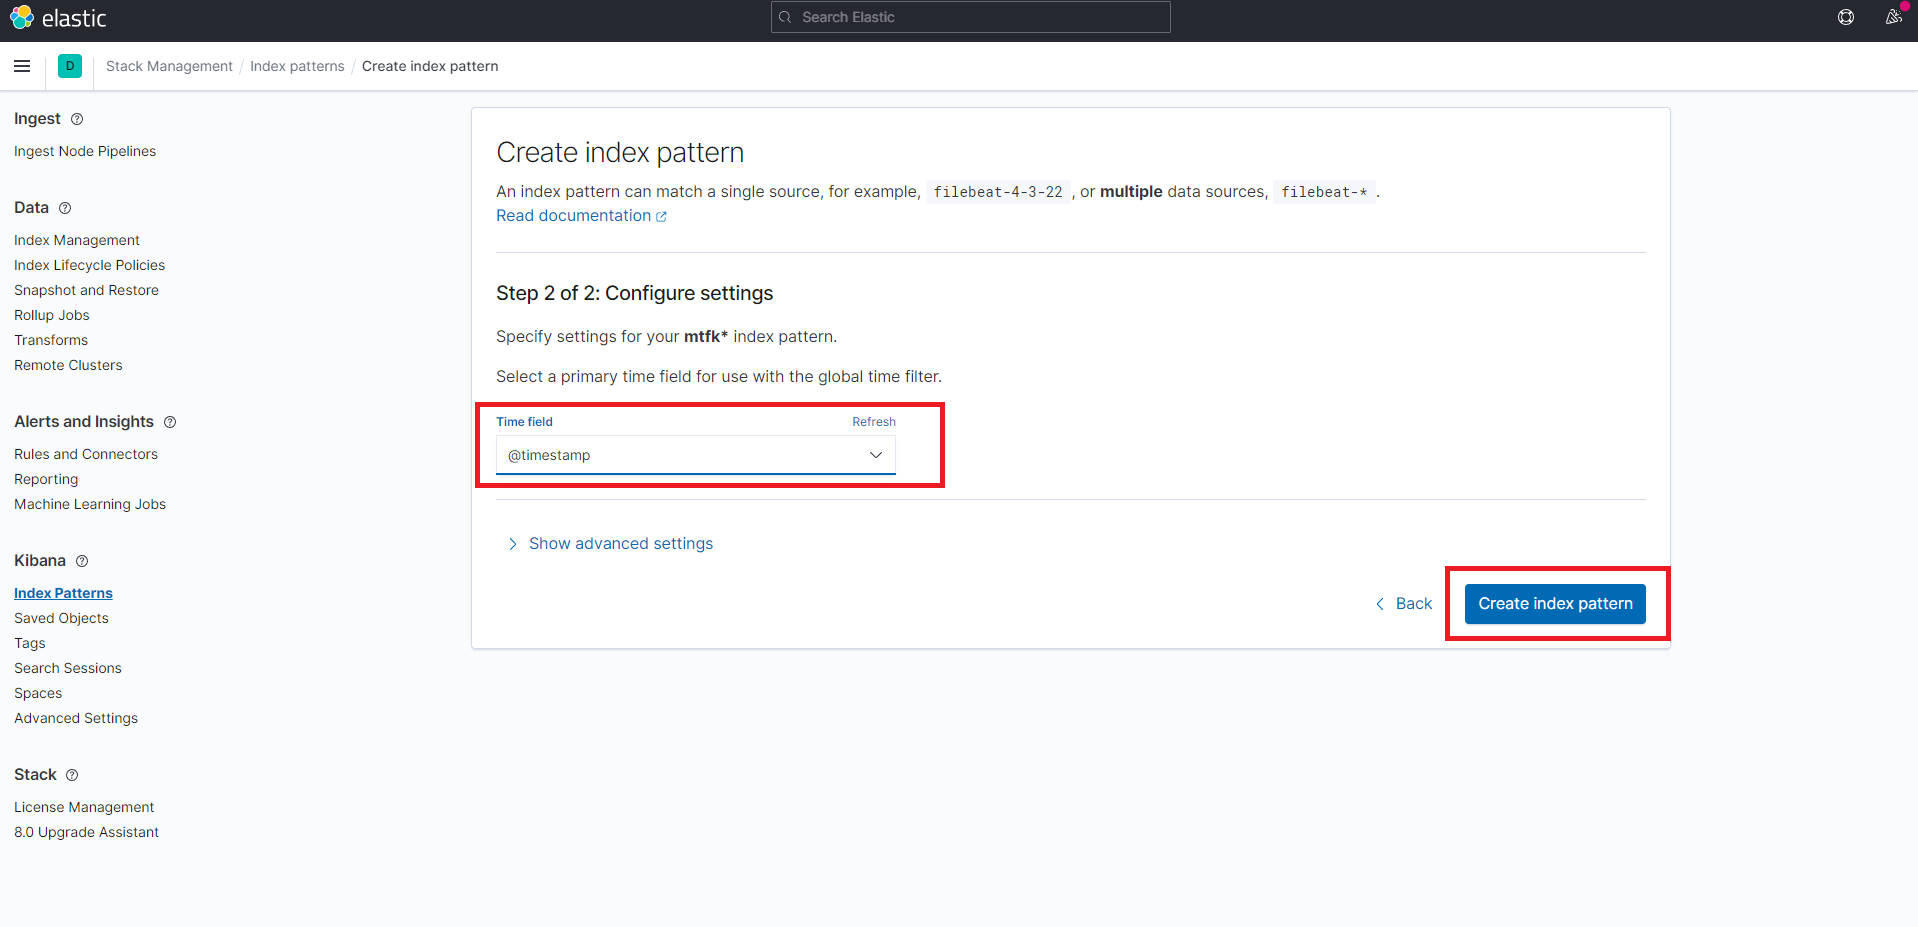 elastic
Search Elastic
D
Stack Management / Index patterns / Create index pattern
Ingest
Ingest Node Pipelines
Data
Index Management
Index Lifecycle Policies
Snapshot and Restore
Rollup Jobs
Transforms
Remote Clusters
Alerts and Insights
Rules and Connectors
Reporting
Machine Learning Jobs
Kibana
Index Patterns
Saved Objects
Tags
Search Sessions
Spaces
Advanced Settings
Stack
License Management
8.0 Upgrade Assistant
Create index pattern
An index pattern can match a single source, for example, filebeat-4-3-22 , or multiple data sources, filebeat-* .
Read documentation
Step 2 of 2: Configure settings
Specify settings for your mtfk* index pattern.
Select a primary time field for use with the global time filter.
Time field Refresh
@timestamp
Show advanced settings
Back Create index pattern